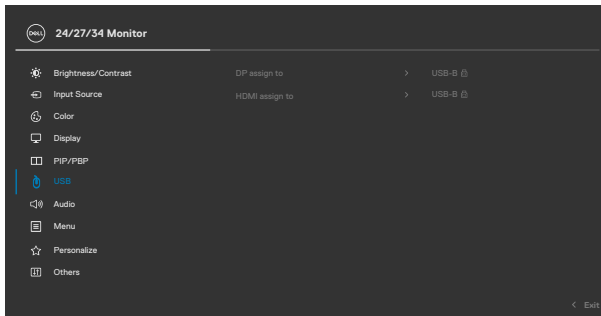 DELL 24/27/34 Monitor
Brightness/Contrast DP assign to > USB-B
Input Source HDMI assign to > USB-B
Color
Display
PIP/PBP
USB
Audio
Menu
Personalize
Others
< Exit